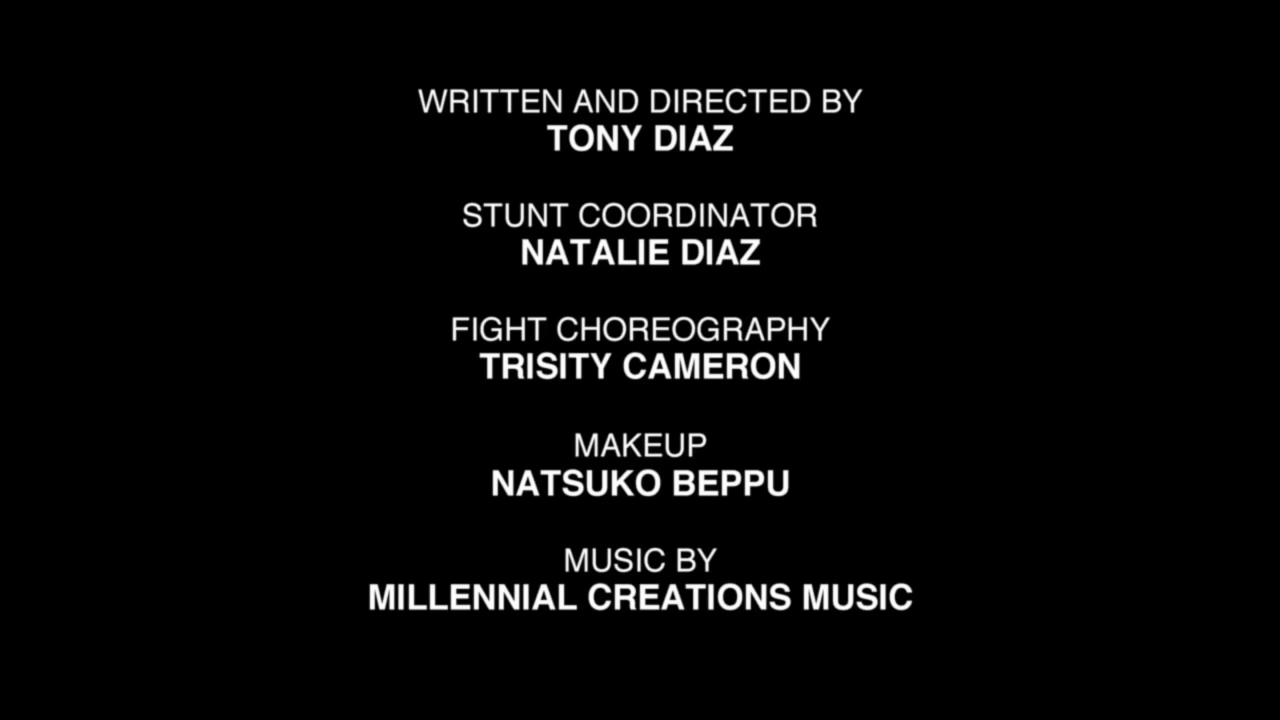 WRITTEN AND DIRECTED BY
TONY DIAZ
STUNT COORDINATOR
NATALIE DIAZ
FIGHT CHOREOGRAPHY
TRISITY CAMERON
MAKEUP
NATSUKO BEPPU
MUSIC BY
MILLENNIAL CREATIONS MUSIC